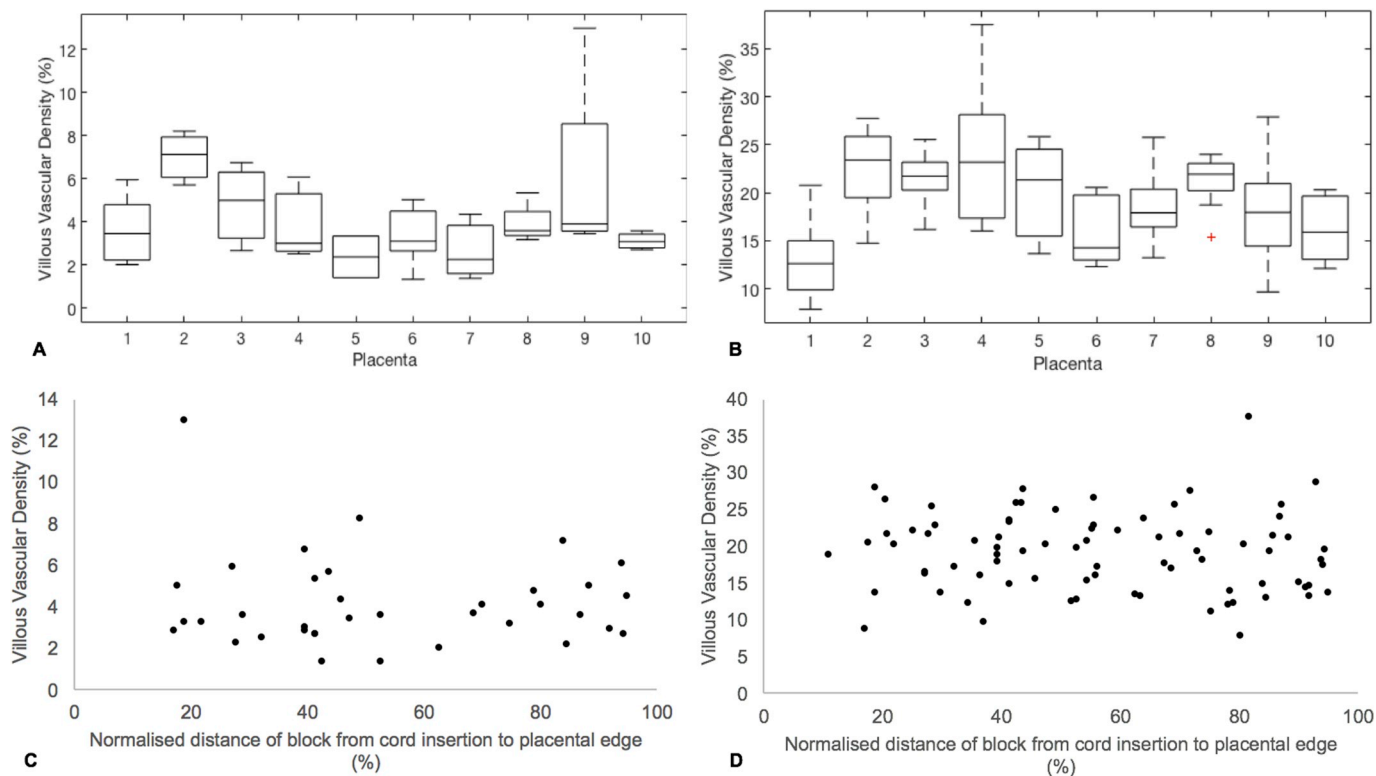 Villous Vascular Density (%)
12
10
8
6
4
2
0
1 2 3 4 5 6 7 8 9 10
Placenta
A
Villous Vascular Density (%)
35
30
25
20
15
10
1 2 3 4 5 6 7 8 9 10
Placenta
B
Villous Vascular Density (%)
14
12
10
8
6
4
2
0
0 20 40 60 80 100
Normalised distance of block from cord insertion to placental edge
(%)
C
Villous Vascular Density (%)
40
35
30
25
20
15
10
5
0
0 20 40 60 80 100
Normalised distance of block from cord insertion to placental edge
(%)
D